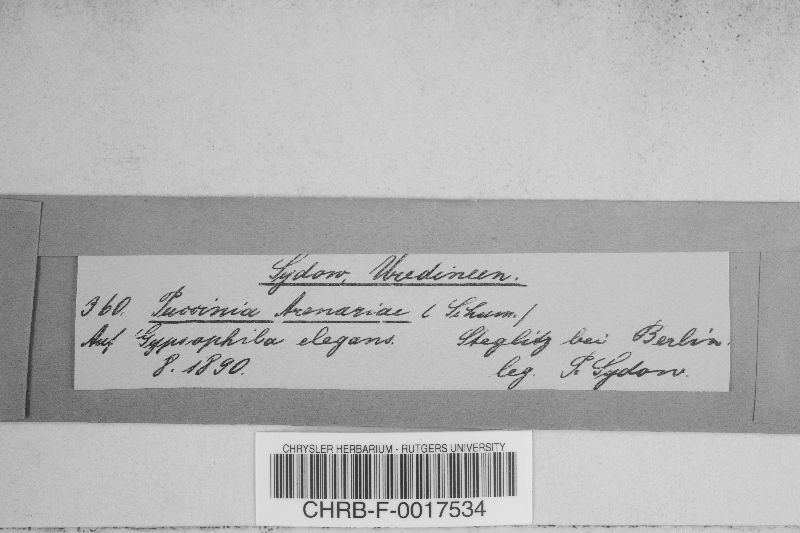 Sydow, Uredineen.
360. Puccinia Arenariae (Schum.)
Auf Gypsophila elegans. Steglitz bei Berlin.
8. 1890. leg. P. Sydow.
CHRYSLER HERBARIUM - RUTGERS UNIVERSITY
CHRB-F-0017534